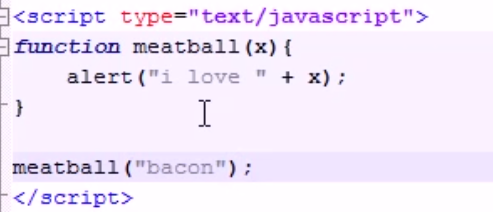 <script type="text/javascript">
function meatball(x){
    alert("i love " + x);
}
meatball("bacon");
</script>